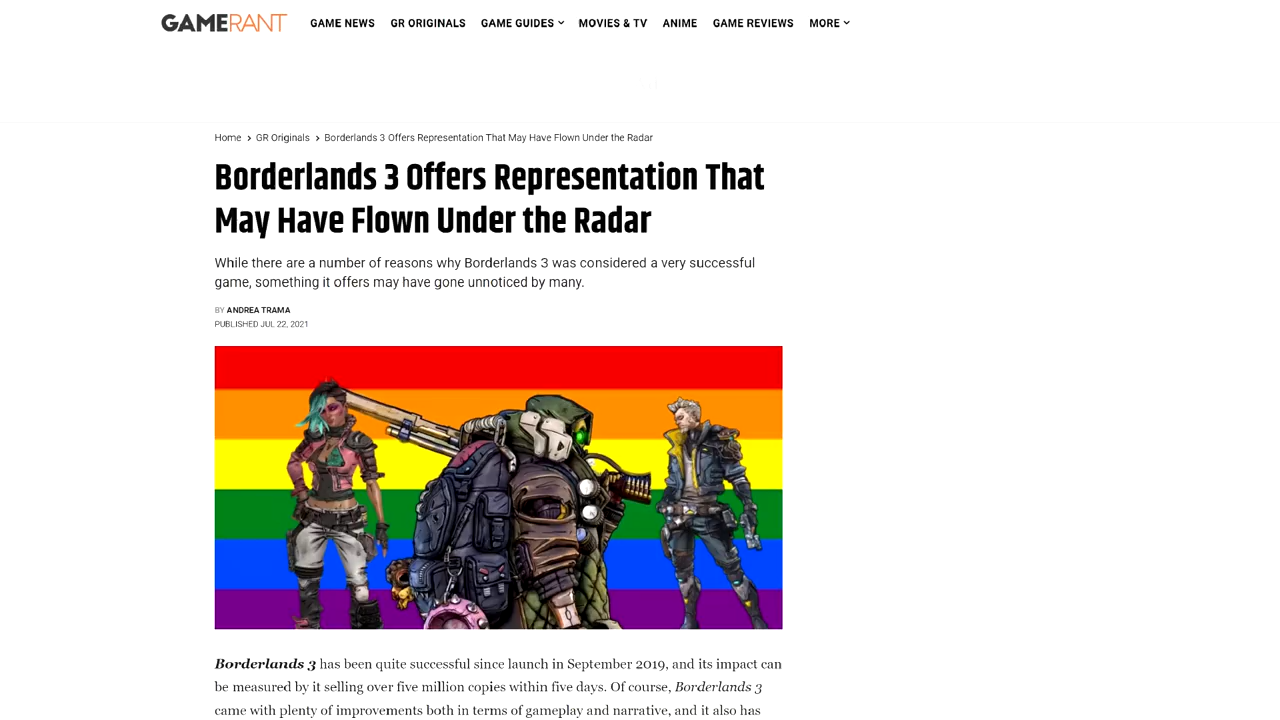 GAMERANT GAME NEWS GR ORIGINALS GAME GUIDES MOVIES & TV ANIME GAME REVIEWS MORE
Home > GR Originals > Borderlands 3 Offers Representation That May Have Flown Under the Radar
Borderlands 3 Offers Representation That
May Have Flown Under the Radar
While there are a number of reasons why Borderlands 3 was considered a very successful
game, something it offers may have gone unnoticed by many.
BY ANDREA TRAMA
PUBLISHED JUL 22, 2021
Borderlands 3 has been quite successful since launch in September 2019, and its impact can
be measured by it selling over five million copies within five days. Of course, Borderlands 3
came with plenty of improvements both in terms of gameplay and narrative, and it also has